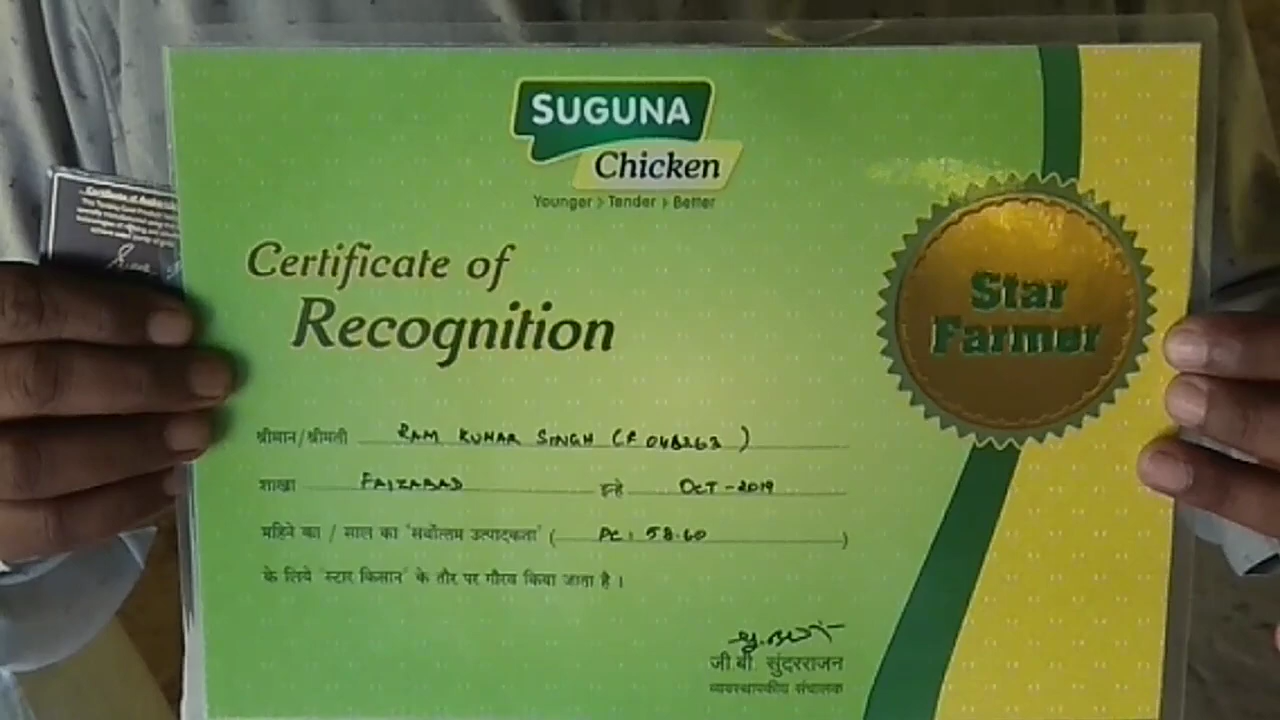 SUGUNA
Chicken
Younger > Tender > Better
Certificate of
Recognition
Star
Farmer
श्रीमान/श्रीमती RAM KUMAR SINGH (F 048263)
शाखा FAIZABAD इन्हे OCT-2019
महिने का / साल का "सर्वोत्तम उत्पादकता" ( PC: 58.60 )
के लिये "स्टार किसान" के तौर पर गौरव किया जाता है।
जी.बी. सुंदरराजन
व्यवस्थापकीय संचालक